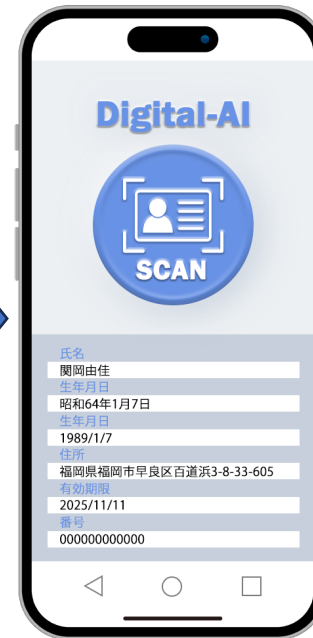 Digital-AI
SCAN
氏名
関岡由佳
生年月日
昭和64年1月7日
生年月日
1989/1/7
住所
福岡県福岡市早良区百道浜3-8-33-605
有効期限
2025/11/11
番号
000000000000